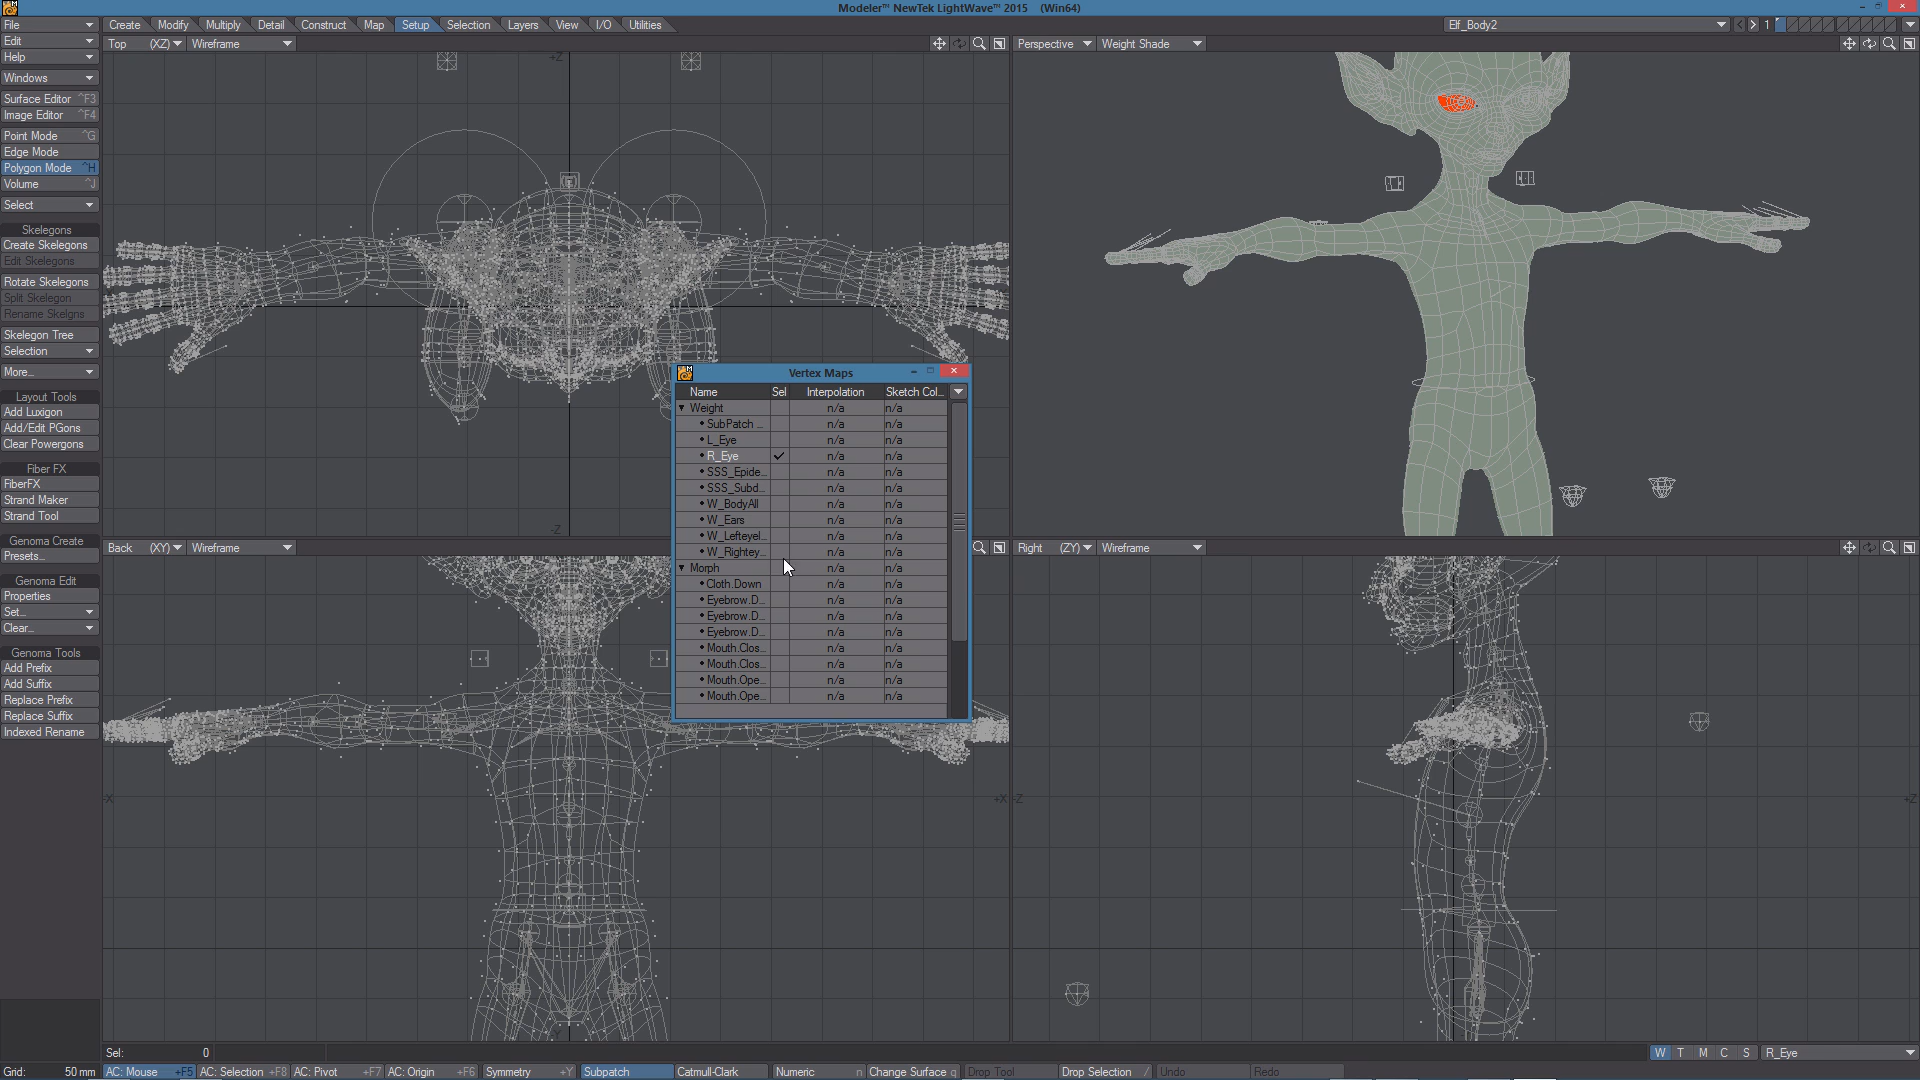 Modeler™ NewTek LightWave™ 2015 (Win64)
File
Create Modify Multiply Detail Construct Map Setup Selection Layers View I/O Utilities
Elf_Body2
1
Edit
Help
Windows
Surface Editor ^F3
Image Editor ^F4
Point Mode ^G
Edge Mode
Polygon Mode ^H
Volume ^J
Select
Skelegons
Create Skelegons
Edit Skelegons
Rotate Skelegons
Split Skelegon
Rename Skelgns
Skelegon Tree
Selection
More...
Layout Tools
Add Luxigon
Add/Edit PGons
Clear Powergons
Fiber FX
FiberFX
Strand Maker
Strand Tool
Genoma Create
Presets...
Genoma Edit
Properties
Set...
Clear...
Genoma Tools
Add Prefix
Add Suffix
Replace Prefix
Replace Suffix
Indexed Rename
Top (XZ) Wireframe
+Z
-Z
Perspective Weight Shade
Back (XY) Wireframe
-X
+X
Right (ZY) Wireframe
-Z
+Z
Vertex Maps
Name Sel Interpolation Sketch Col...
Weight n/a n/a
SubPatch ... n/a n/a
L_Eye n/a n/a
R_Eye n/a n/a
SSS_Epide... n/a n/a
SSS_Subd... n/a n/a
W_BodyAll n/a n/a
W_Ears n/a n/a
W_Lefteyel... n/a n/a
W_Rightey... n/a n/a
Morph n/a n/a
Cloth.Down n/a n/a
Eyebrow.D... n/a n/a
Eyebrow.D... n/a n/a
Eyebrow.D... n/a n/a
Mouth.Clos... n/a n/a
Mouth.Clos... n/a n/a
Mouth.Ope... n/a n/a
Mouth.Ope... n/a n/a
Sel: 0
W T M C S R_Eye
Grid: 50 mm AC: Mouse +F5 AC: Selection +F8 AC: Pivot +F7 AC: Origin +F6 Symmetry +Y Subpatch Catmull-Clark Numeric n Change Surface q Drop Tool Drop Selection / Undo Redo